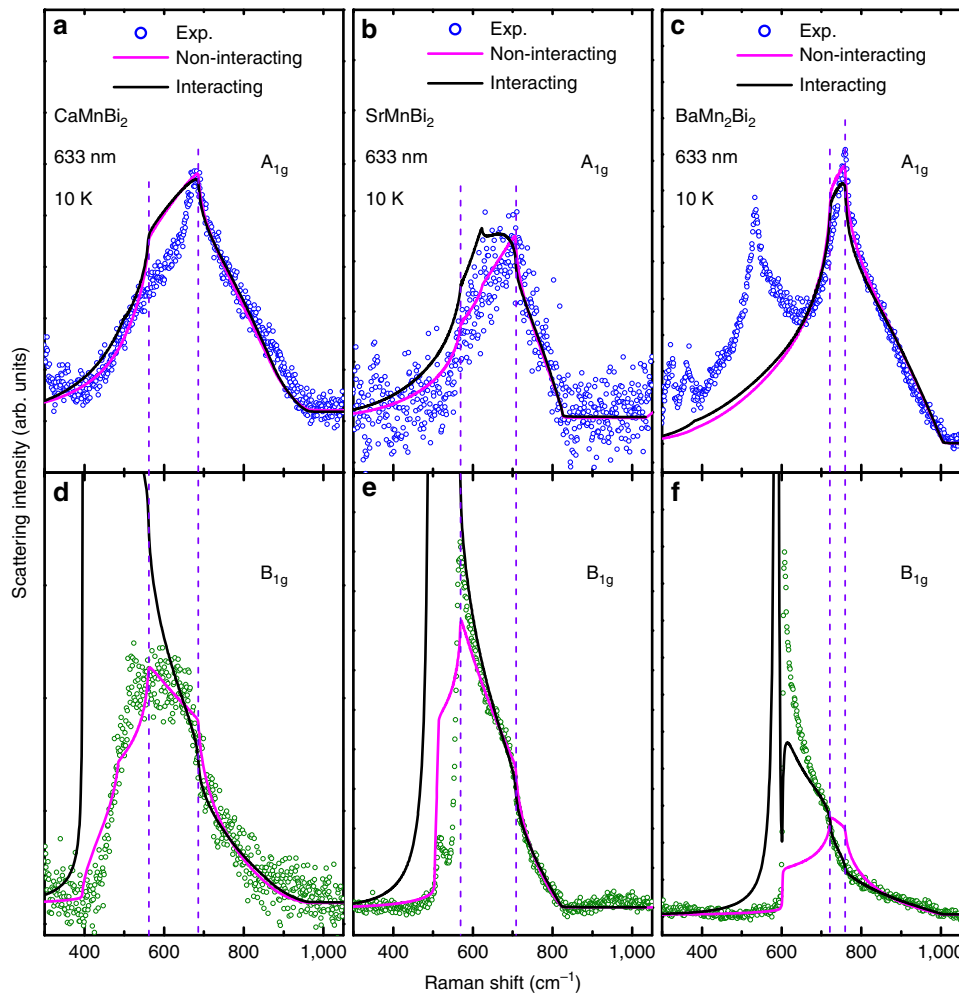 a
Exp.
Non-interacting
Interacting
CaMnBi₂
633 nm
A₁g
10 K
b
Exp.
Non-interacting
Interacting
SrMnBi₂
633 nm
A₁g
10 K
c
Exp.
Non-interacting
Interacting
BaMn₂Bi₂
633 nm
A₁g
10 K
Scattering intensity (arb. units)
d
B₁g
e
B₁g
f
B₁g
400 600 800 1,000
400 600 800 1,000
400 600 800 1,000
Raman shift (cm⁻¹)